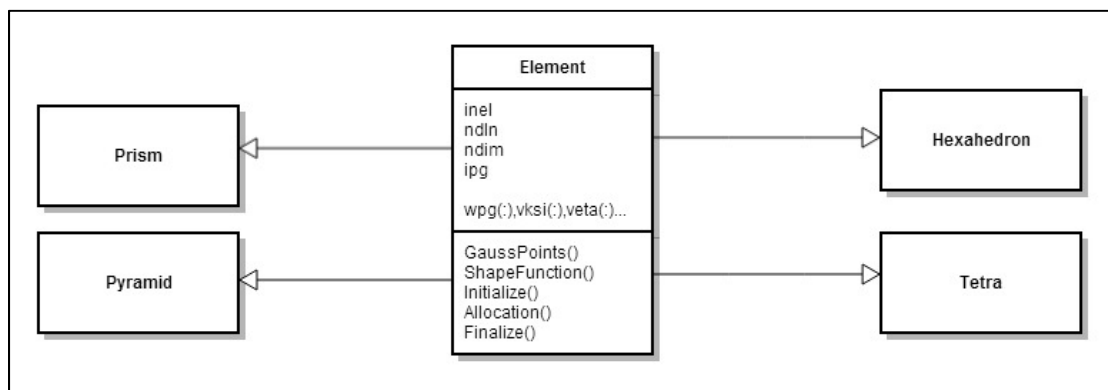 Element
inel
ndln
ndim
ipg
wpg(:),vksi(:),veta(:)...
GaussPoints()
ShapeFunction()
Initialize()
Allocation()
Finalize()
Prism
Pyramid
Hexahedron
Tetra